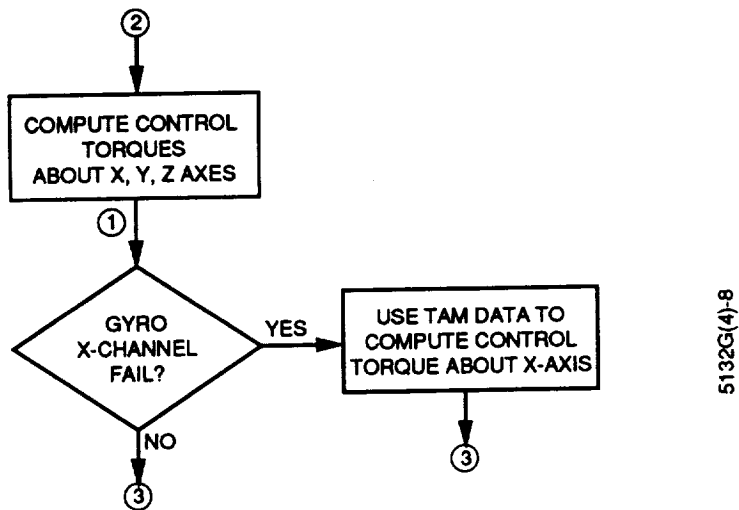 2
COMPUTE CONTROL
TORQUES
ABOUT X, Y, Z AXES
1
GYRO
X-CHANNEL
FAIL?
YES
USE TAM DATA TO
COMPUTE CONTROL
TORQUE ABOUT X-AXIS
NO
3
3
5132G(4)-8